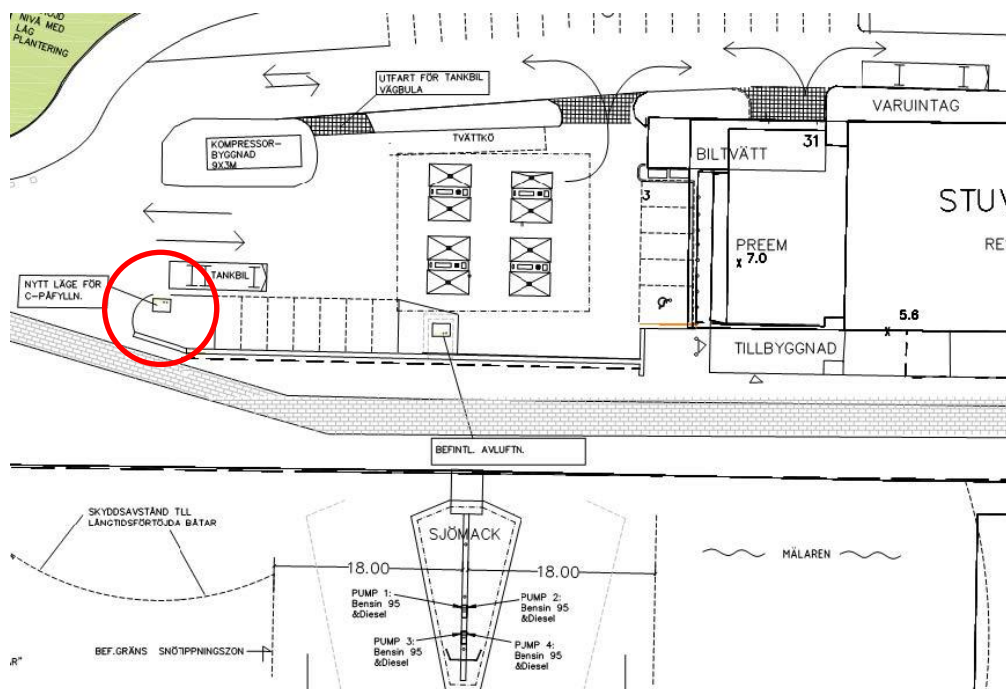 NIVÅ MED
LÅG
PLANTERING
UTFART FÖR TANKBIL
VÄGBULA
VARUINTAG
KOMPRESSOR-
BYGGNAD
9X3M
TVÄTTKÖ
BILTVÄTT
31
3
STUV
RE
PREEM
x 7.0
NYTT LÄGE FÖR
C-PÅFYLLN.
TANKBIL
5.6
x
TILLBYGGNAD
BEFINTL. AVLUFTN.
SKYDDSAVSTÅND TILL
LÅNGTIDSFÖRTÖJDA BÅTAR
SJÖMACK
MÄLAREN
18.00
18.00
PUMP 1:
Bensin 95
&Diesel
PUMP 2:
Bensin 95
&Diesel
PUMP 3:
Bensin 95
&Diesel
PUMP 4:
Bensin 95
&Diesel
BEF.GRÄNS SNÖTIPPNINGSZON